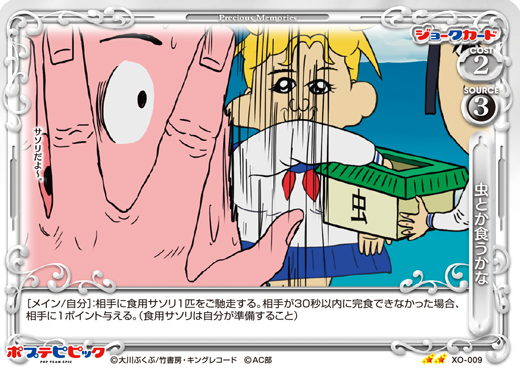 Precious Memories
ジョークカード
COST
2
SOURCE
3
サソリだよ〜。
虫
虫とか食うかな
[メイン/自分]:相手に食用サソリ1匹をご馳走する。相手が30秒以内に完食できなかった場合、
相手に1ポイント与える。(食用サソリは自分が準備すること)
ポプテピピック
POP TEAM EPIC
©大川ぶくぶ/竹書房・キングレコード ©AC部
XO-009